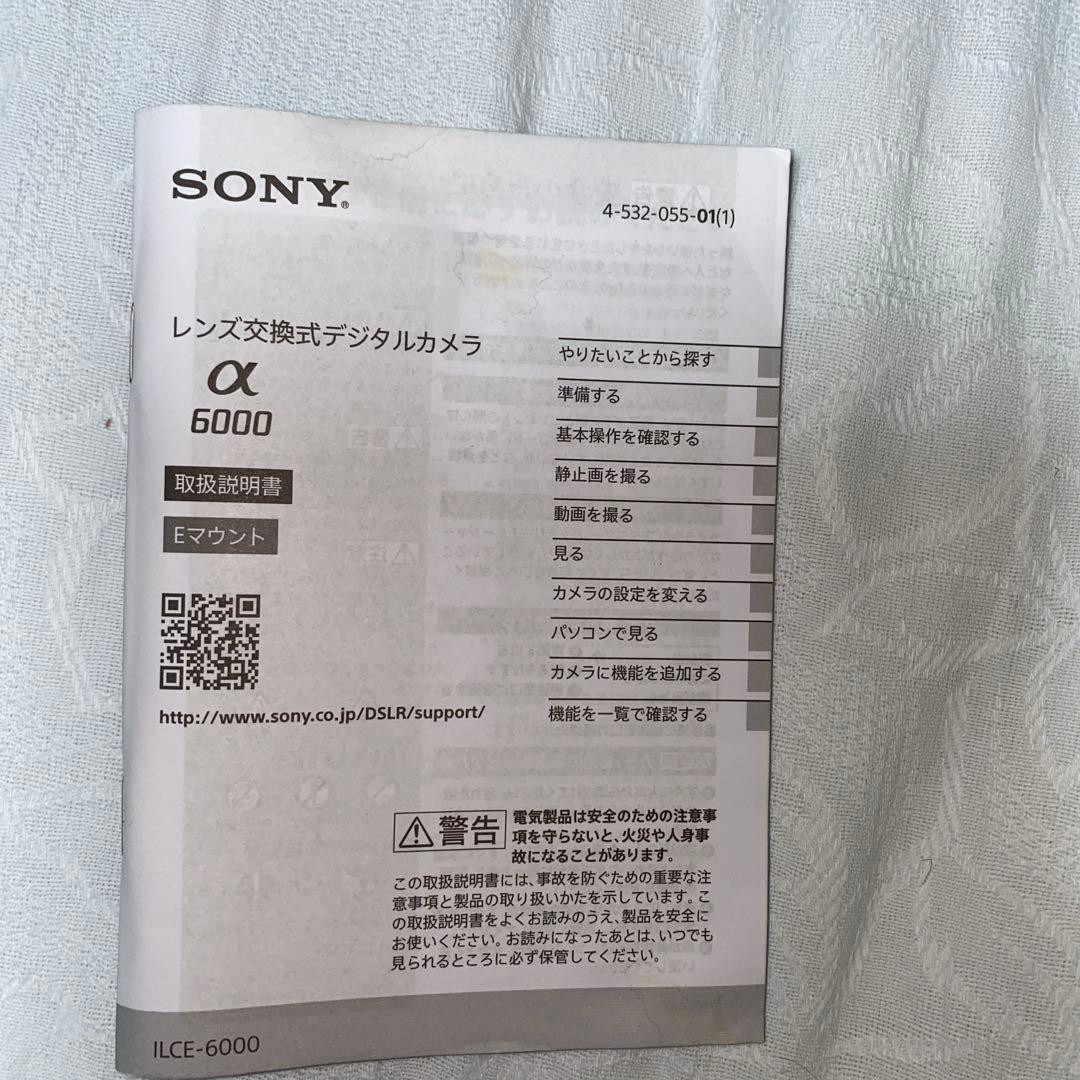 SONY®
4-532-055-01(1)
レンズ交換式デジタルカメラ
α
6000
取扱説明書
Eマウント
http://www.sony.co.jp/DSLR/support/
やりたいことから探す
準備する
基本操作を確認する
静止画を撮る
動画を撮る
見る
カメラの設定を変える
パソコンで見る
カメラに機能を追加する
機能を一覧で確認する
警告
電気製品は安全のための注意事
項を守らないと、火災や人身事
故になることがあります。
この取扱説明書には、事故を防ぐための重要な注
意事項と製品の取り扱いかたを示しています。こ
の取扱説明書をよくお読みのうえ、製品を安全に
お使いください。お読みになったあとは、いつでも
見られるところに必ず保管してください。
ILCE-6000